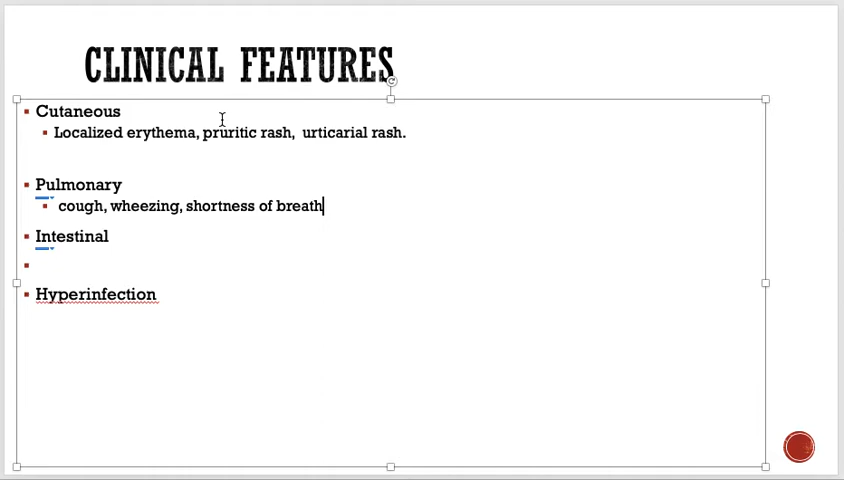 CLINICAL FEATURES
Cutaneous
Localized erythema, pruritic rash, urticarial rash.
Pulmonary
cough, wheezing, shortness of breath
Intestinal
Hyperinfection